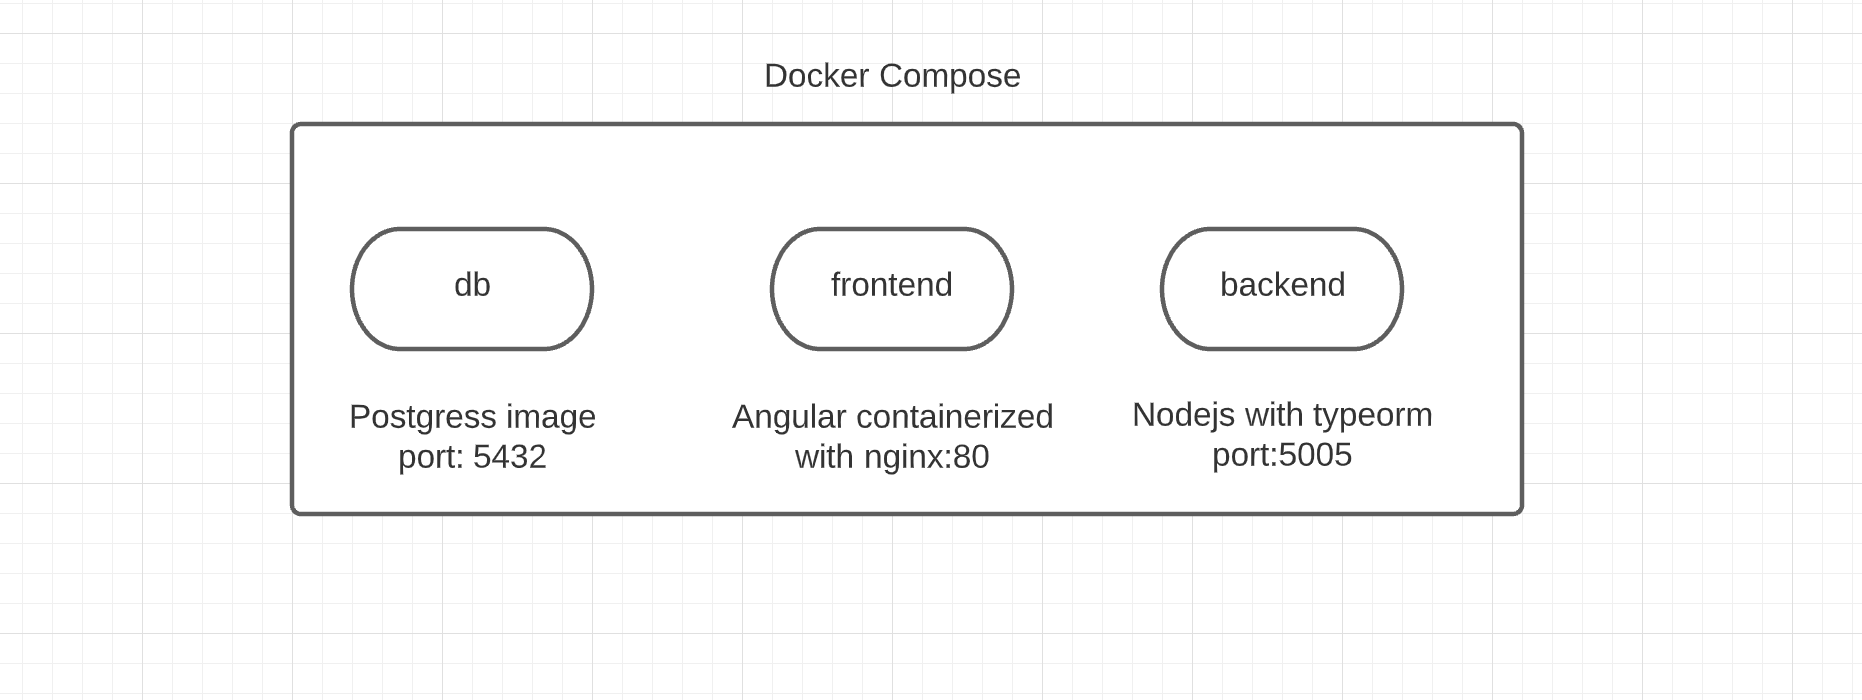 Docker Compose
db
frontend
backend
Postgress image
port: 5432
Angular containerized
with nginx:80
Nodejs with typeorm
port:5005